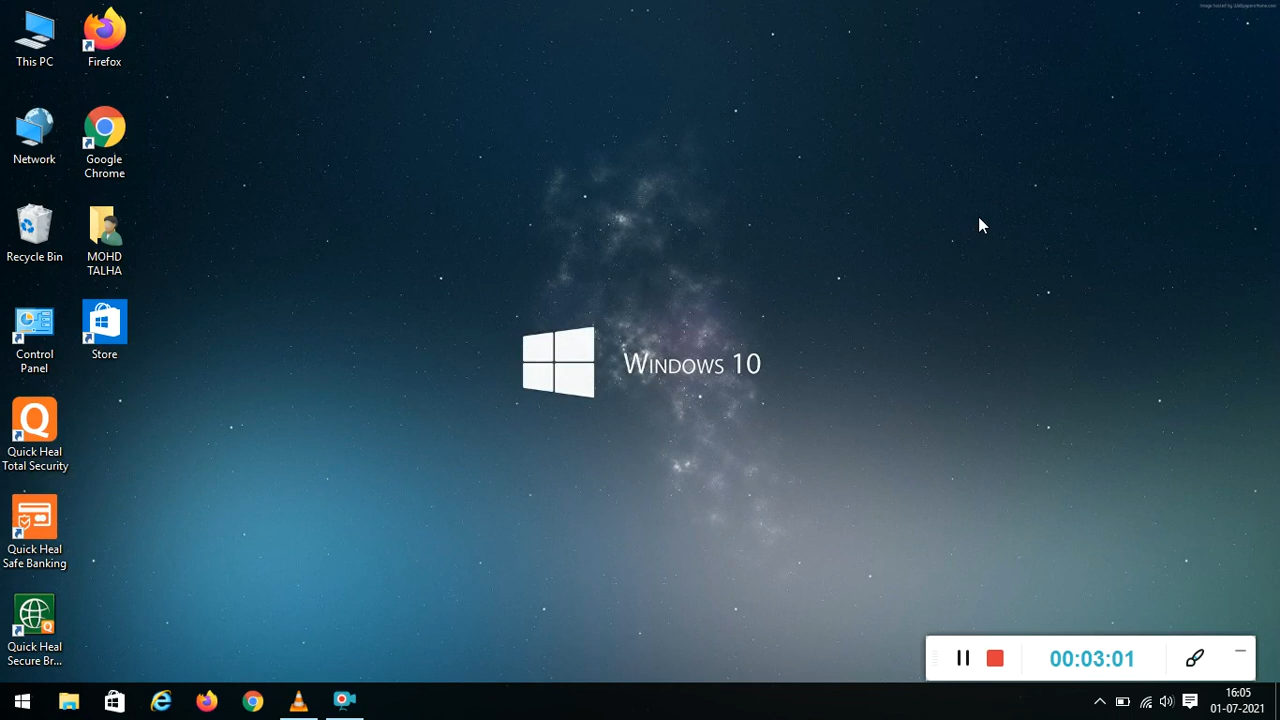 This PC
Firefox
Network
Google
Chrome
Recycle Bin
MOHD
TALHA
Control
Panel
Store
Quick Heal
Total Security
Quick Heal
Safe Banking
Quick Heal
Secure Br...
WINDOWS 10
00:03:01
16:05
01-07-2021